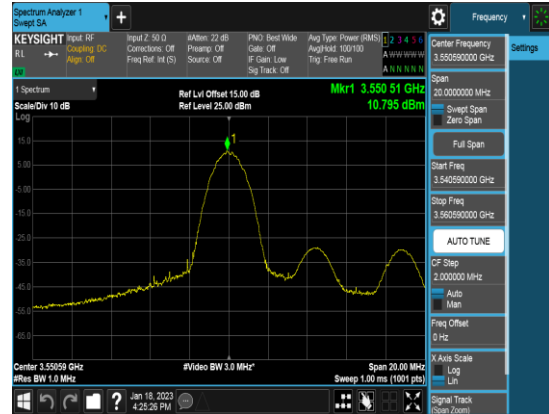 Spectrum Analyzer 1
Swept SA
+
Frequency
KEYSIGHT
RL
Input: RF
Coupling: DC
Align: Off
Input Z: 50 Ω
Corrections: Off
Freq Ref: Int (S)
#Atten: 22 dB
Preamp: Off
Source: Off
PNO: Best Wide
Gate: Off
IF Gain: Low
Sig Track: Off
Avg Type: Power (RMS)
Avg|Hold: 100/100
Trig: Free Run
1 2 3 4 5 6
A W W W W W
A N N N N N
1 Spectrum
Scale/Div 10 dB
Log
Ref Lvl Offset 15.00 dB
Ref Level 25.00 dBm
Mkr1 3.550 51 GHz
10.795 dBm
1
15.0
5.00
-5.00
-15.0
-25.0
-35.0
-45.0
-55.0
-65.0
Center 3.55059 GHz
#Res BW 1.0 MHz
#Video BW 3.0 MHz*
Span 20.00 MHz
Sweep 1.00 ms (1001 pts)
Jan 18, 2023
4:25:26 PM
Center Frequency
3.550590000 GHz
Span
20.0000000 MHz
Swept Span
Zero Span
Full Span
Start Freq
3.540590000 GHz
Stop Freq
3.560590000 GHz
AUTO TUNE
CF Step
2.000000 MHz
Auto
Man
Freq Offset
0 Hz
X Axis Scale
Log
Lin
Signal Track
(Span Zoom)
Settings